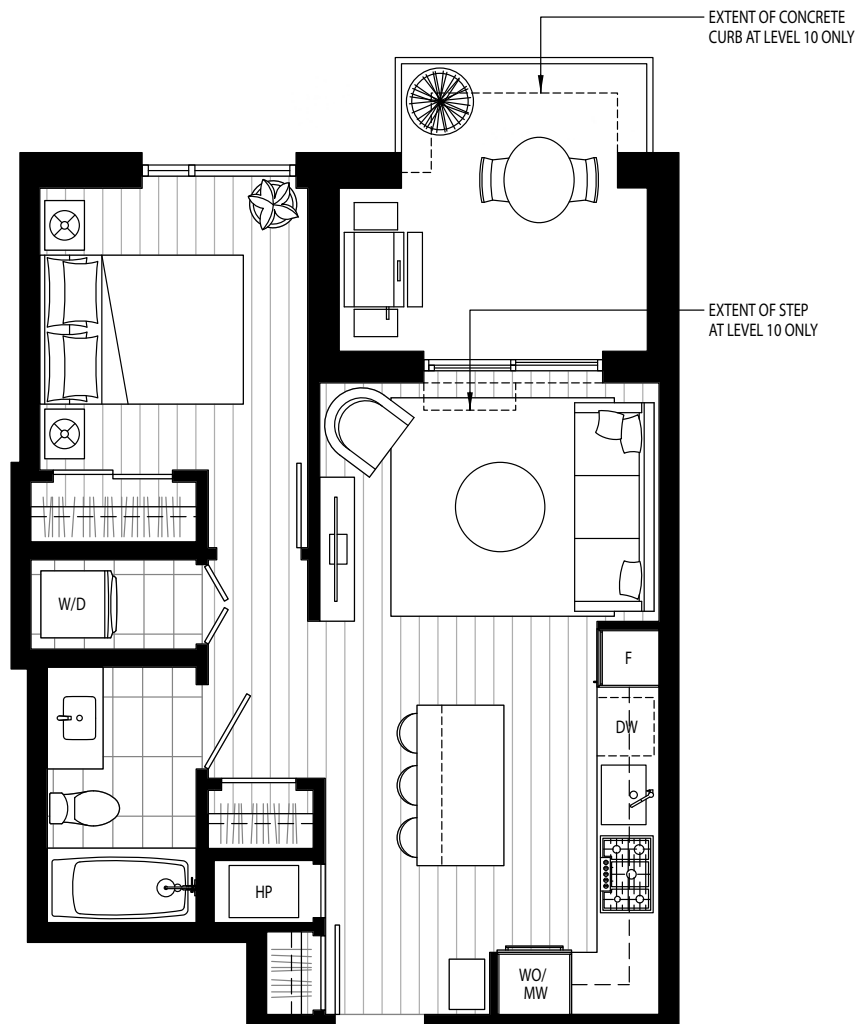 EXTENT OF CONCRETE
CURB AT LEVEL 10 ONLY
EXTENT OF STEP
AT LEVEL 10 ONLY
W/D
F
DW
HP
WO/
MW